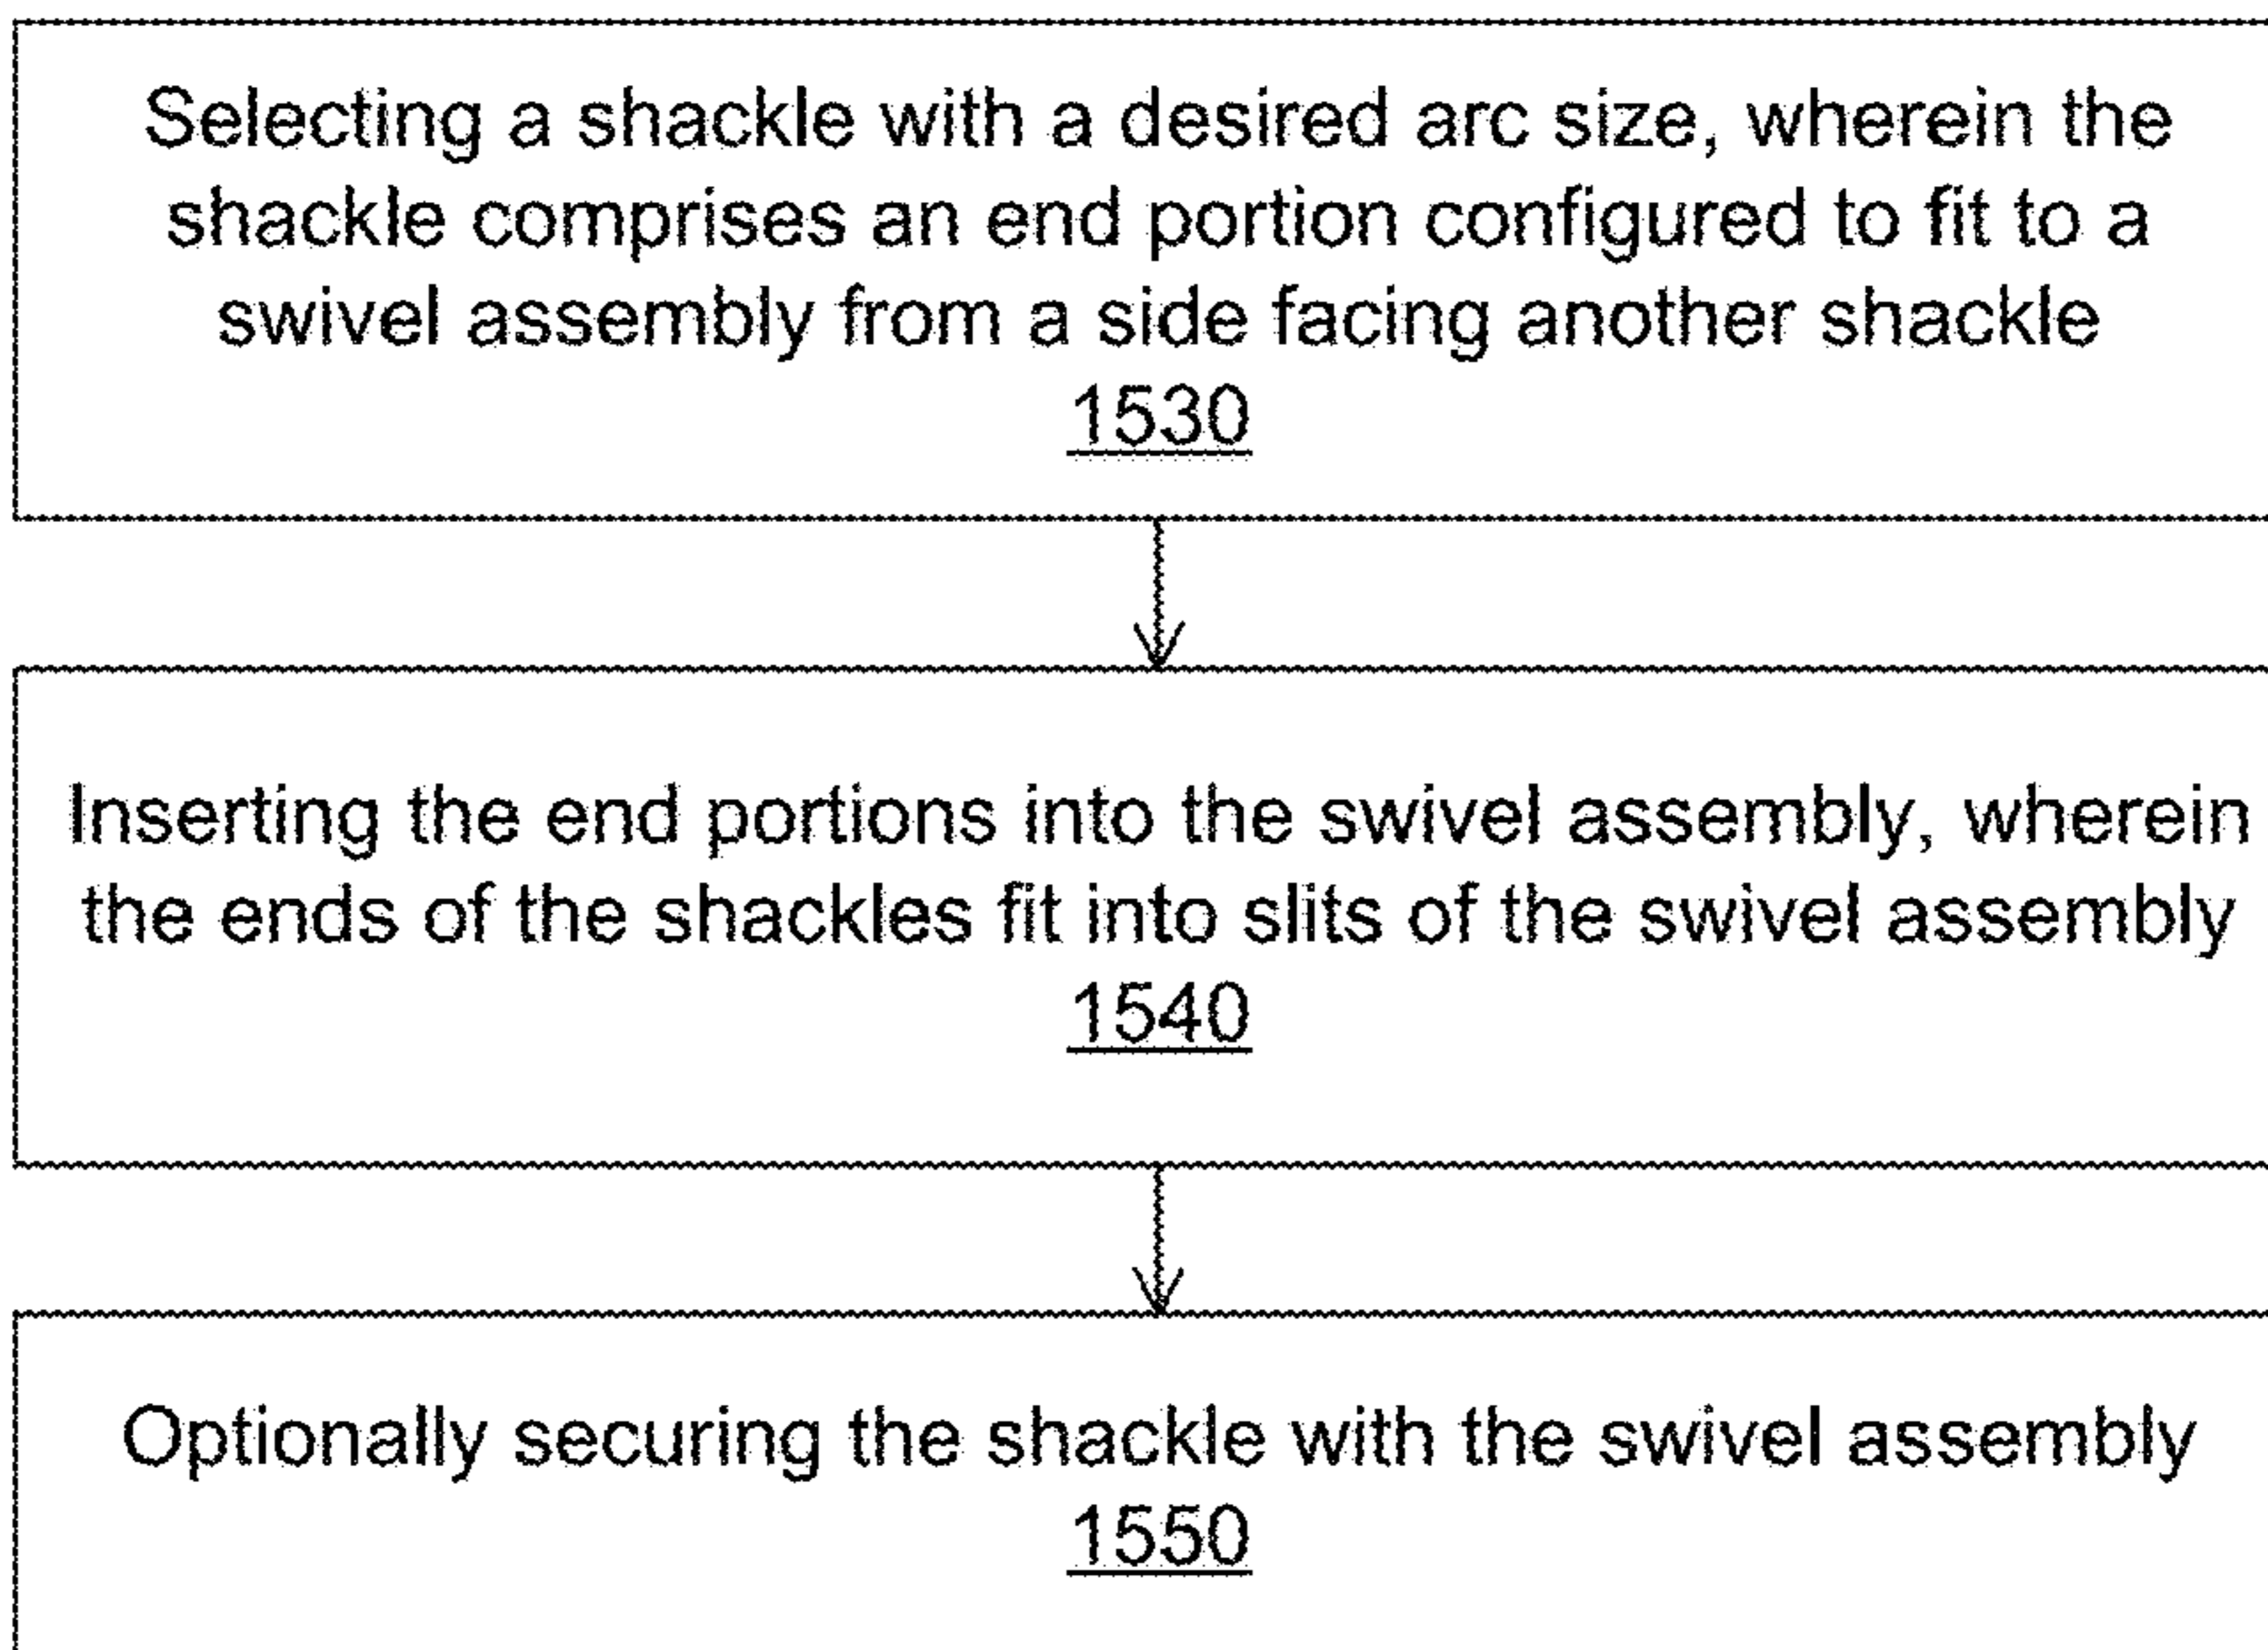 Selecting a shackle with a desired arc size, wherein the
shackle comprises an end portion configured to fit to a
swivel assembly from a side facing another shackle
1530
Inserting the end portions into the swivel assembly, wherein
the ends of the shackles fit into slits of the swivel assembly
1540
Optionally securing the shackle with the swivel assembly
1550